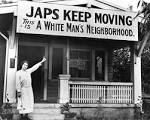 JAPS KEEP MOVING
THIS IS A WHITE MAN'S NEIGHBORHOOD.